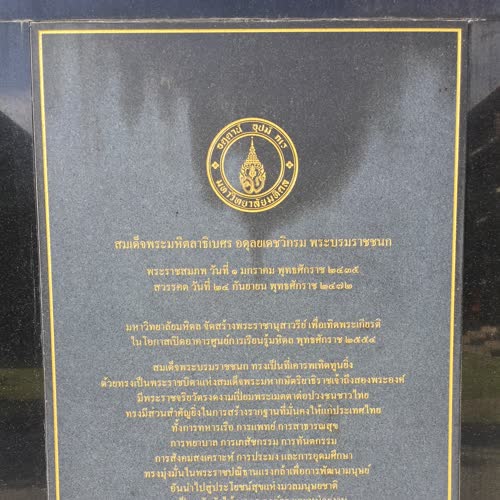 อตฺตานํ อุปมํ กเร
มหาวิทยาลัยมหิดล
สมเด็จพระมหิตลาธิเบศร อดุลยเดชวิกรม พระบรมราชชนก
พระราชสมภพ วันที่ ๑ มกราคม พุทธศักราช ๒๔๓๕
สวรรคต วันที่ ๒๔ กันยายน พุทธศักราช ๒๔๗๒
มหาวิทยาลัยมหิดล จัดสร้างพระราชานุสาวรีย์ เพื่อเทิดพระเกียรติ
ในโอกาสเปิดอาคารศูนย์การเรียนรู้มหิดล พุทธศักราช ๒๕๕๔
สมเด็จพระบรมราชชนก ทรงเป็นที่การพเทิดทูนยิ่ง
ด้วยทรงเป็นพระราชบิดาแห่งสมเด็จพระมหากษัตริยาธิราชเจ้าถึงสองพระองค์
มีพระราชจริยวัตรงดงามเปี่ยมพระเมตตาต่อปวงชนชาวไทย
ทรงมีส่วนสำคัญยิ่งในการสร้างรากฐานที่มั่นคงให้แก่ประเทศไทย
ทั้งการทหารเรือ การแพทย์ การสาธารณสุข
การพยาบาล การเภสัชกรรม การทันตกรรม
การสังคมสงเคราะห์ การประมง และการอุดมศึกษา
ทรงมุ่งมั่นในพระราชปณิธานแรงกล้าเพื่อการพัฒนามนุษย์
อันนำไปสู่ประโยชน์สุขแห่งมวลมนุษยชาติ